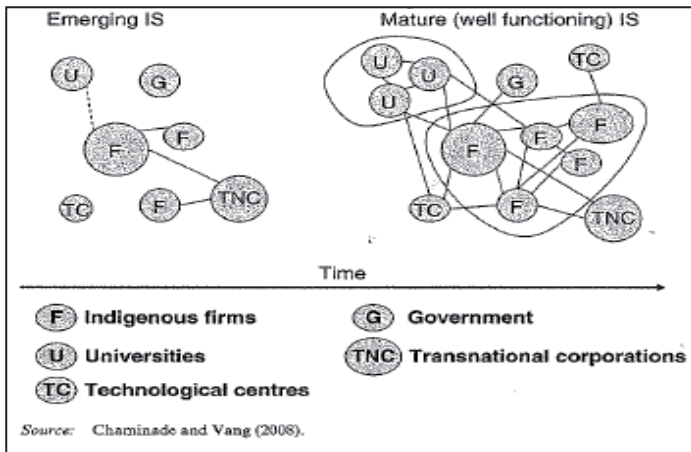 Emerging IS
Mature (well functioning) IS
U
G
F
F
TC
F
TNC
U
U
U
G
TC
F
F
F
F
TC
F
TNC
Time
F Indigenous firms
G Government
U Universities
TNC Transnational corporations
TC Technological centres
Source: Chaminade and Vang (2008).